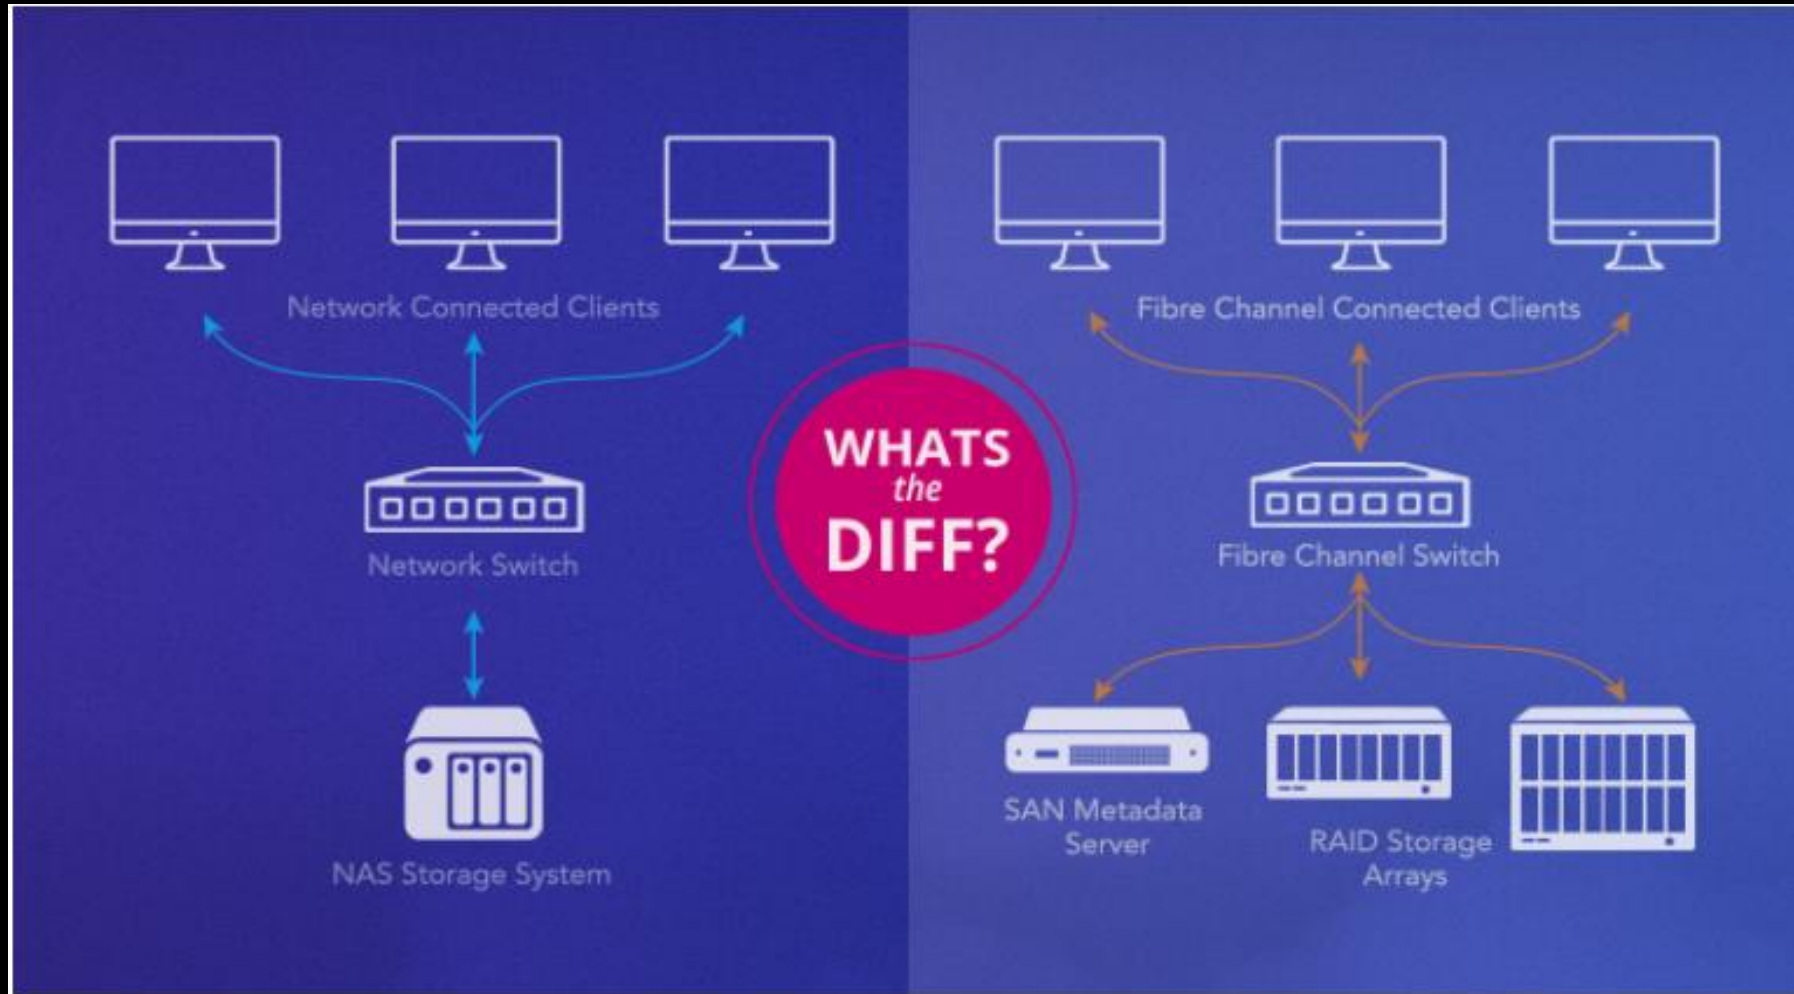 Network Connected Clients
Network Switch
NAS Storage System
WHATS
the
DIFF?
Fibre Channel Connected Clients
Fibre Channel Switch
SAN Metadata
Server
RAID Storage
Arrays